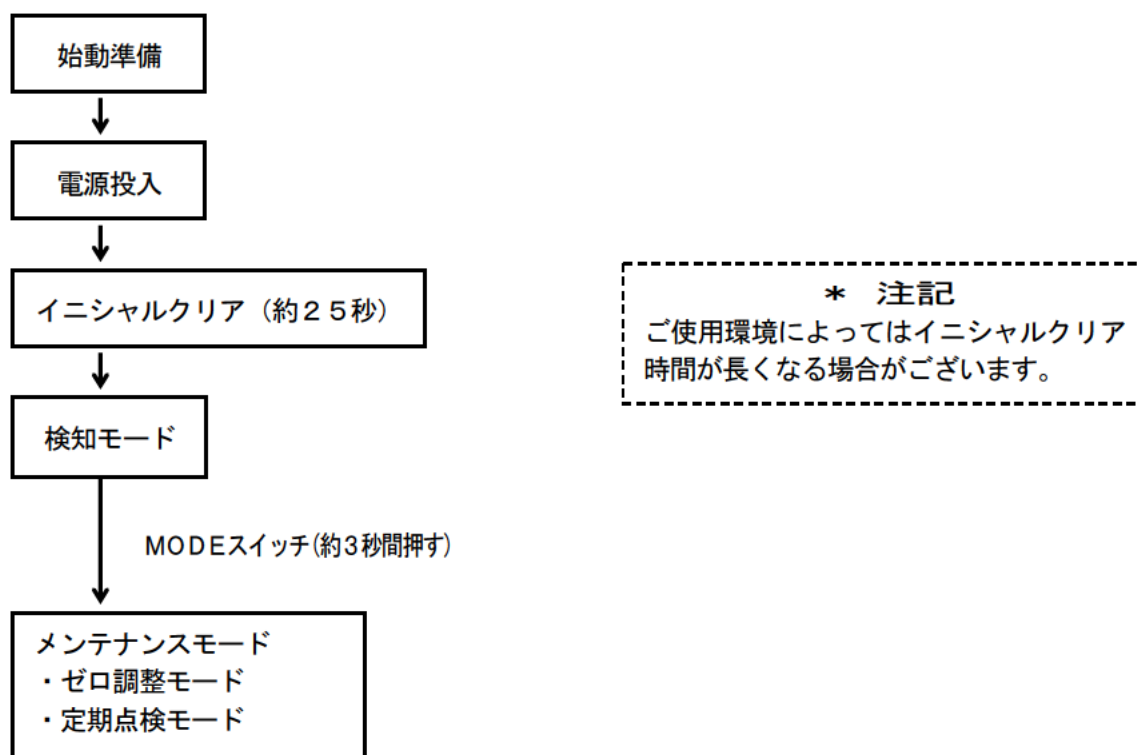 始動準備
電源投入
イニシャルクリア（約２５秒）
＊ 注記
ご使用環境によってはイニシャルクリア
時間が長くなる場合がございます。
検知モード
ＭＯＤＥスイッチ(約３秒間押す)
メンテナンスモード
・ゼロ調整モード
・定期点検モード